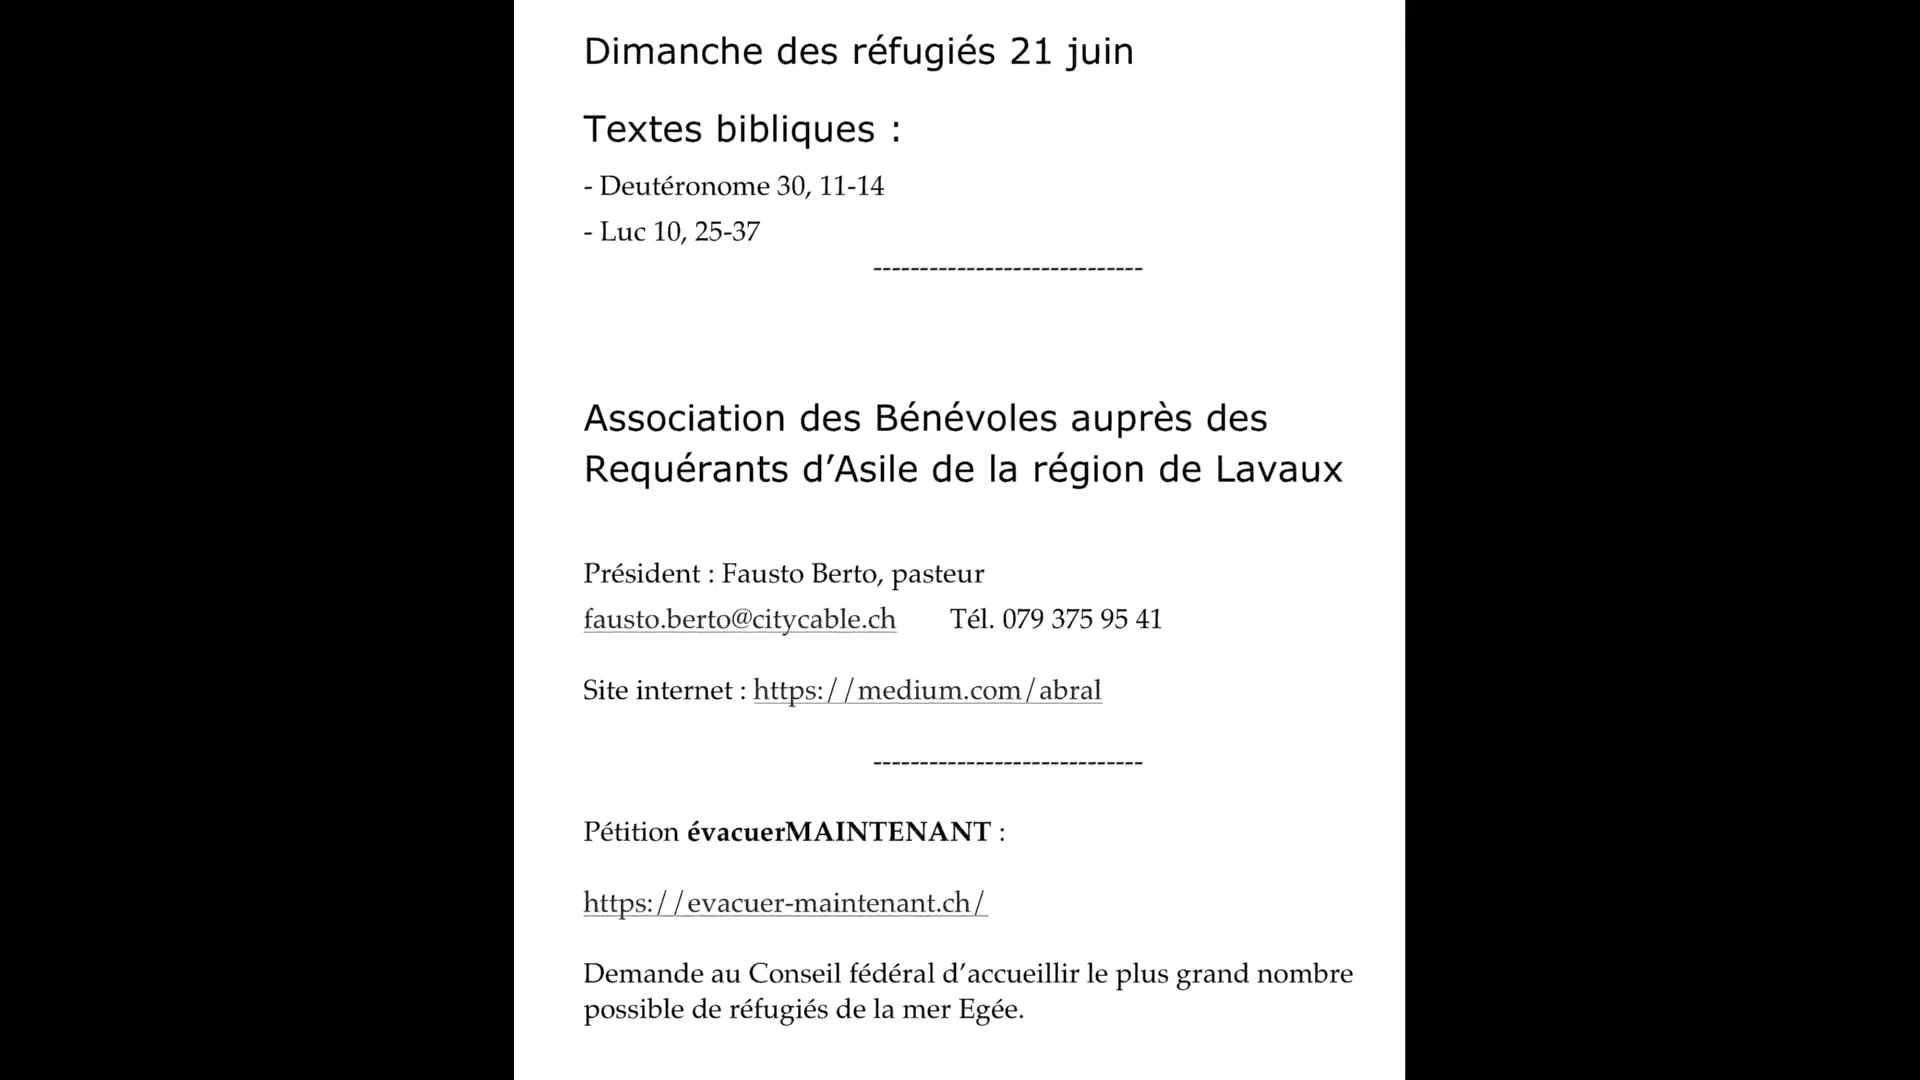 Dimanche des réfugiés 21 juin
Textes bibliques :
- Deutéronome 30, 11-14
- Luc 10, 25-37
-----------------------------
Association des Bénévoles auprès des
Requérants d’Asile de la région de Lavaux
Président : Fausto Berto, pasteur
fausto.berto@citycable.ch Tél. 079 375 95 41
Site internet : https://medium.com/abral
-----------------------------
Pétition évacuerMAINTENANT :
https://evacuer-maintenant.ch/
Demande au Conseil fédéral d’accueillir le plus grand nombre
possible de réfugiés de la mer Egée.